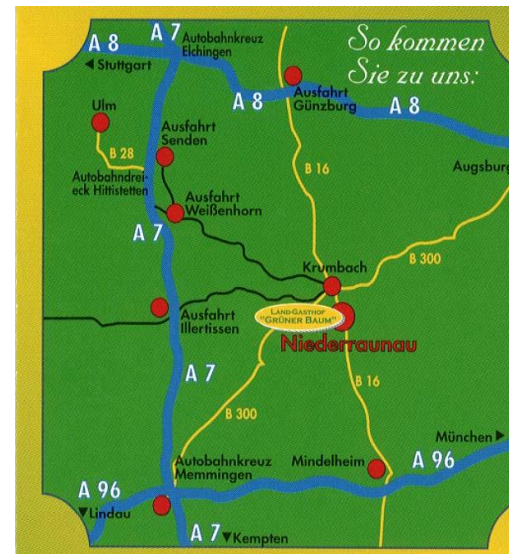 So kommen
Sie zu uns:
A 7
Autobahnkreuz
Elchingen
A 8
◄ Stuttgart
A 8
Ausfahrt
Günzburg
A 8
Ulm
Ausfahrt
Senden
B 28
B 16
Autobahndrei-
eck Hittistetten
Augsburg
Ausfahrt
Weißenhorn
A 7
B 300
Krumbach
LAND-GASTHOF
"GRÜNER BAUM"
Ausfahrt
Illertissen
Niederraunau
A 7
B 16
B 300
München ►
Autobahnkreuz
Memmingen
Mindelheim
A 96
A 96
▼Lindau
A 7
▼Kempten